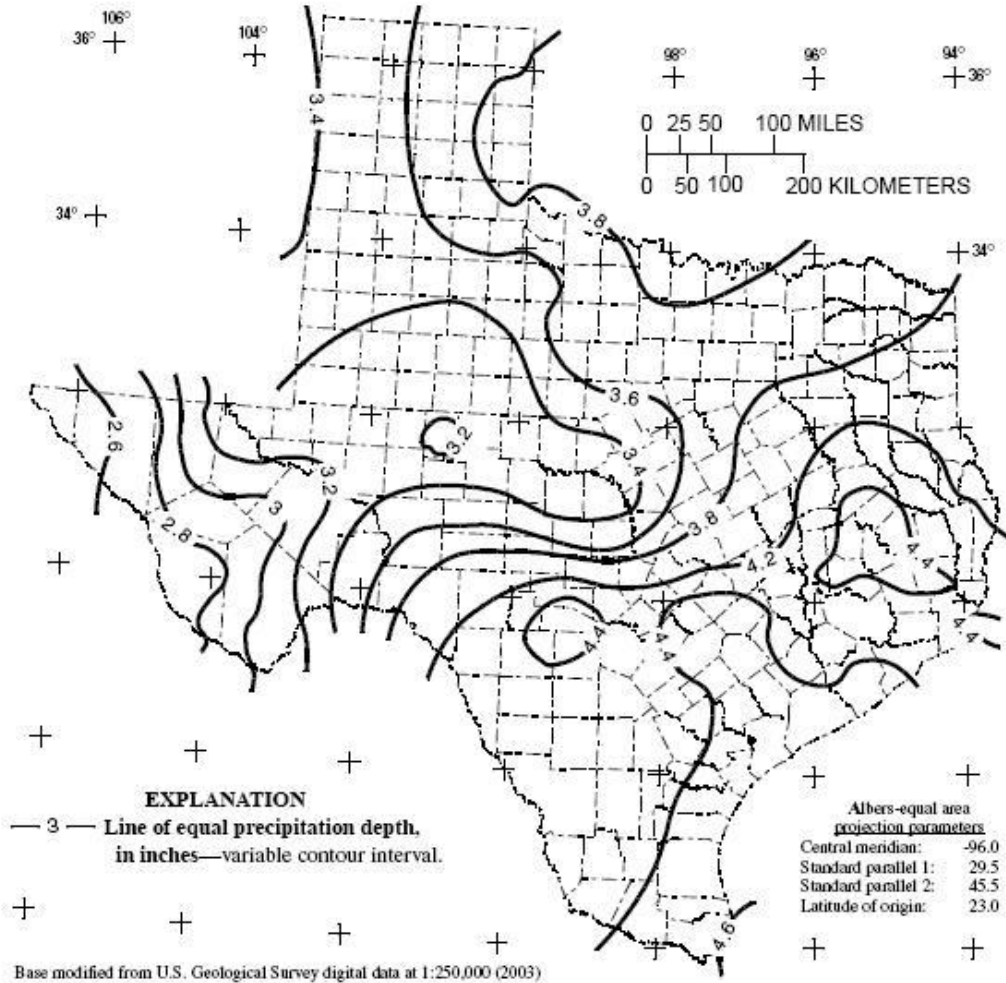 106°
36°
104°
98°
96°
94°
36°
3.4
0 25 50 100 MILES
0 50 100 200 KILOMETERS
34°
3.8
34°
3.6
2.6
3.2
3.4
3.2
3
2.8
3.8
4.2
4.4
4.4
4.4
4.4
EXPLANATION
3 Line of equal precipitation depth,
in inches—variable contour interval.
Albers-equal area
projection parameters
Central meridian: -96.0
Standard parallel 1: 29.5
Standard parallel 2: 45.5
Latitude of origin: 23.0
4.6
Base modified from U.S. Geological Survey digital data at 1:250,000 (2003)